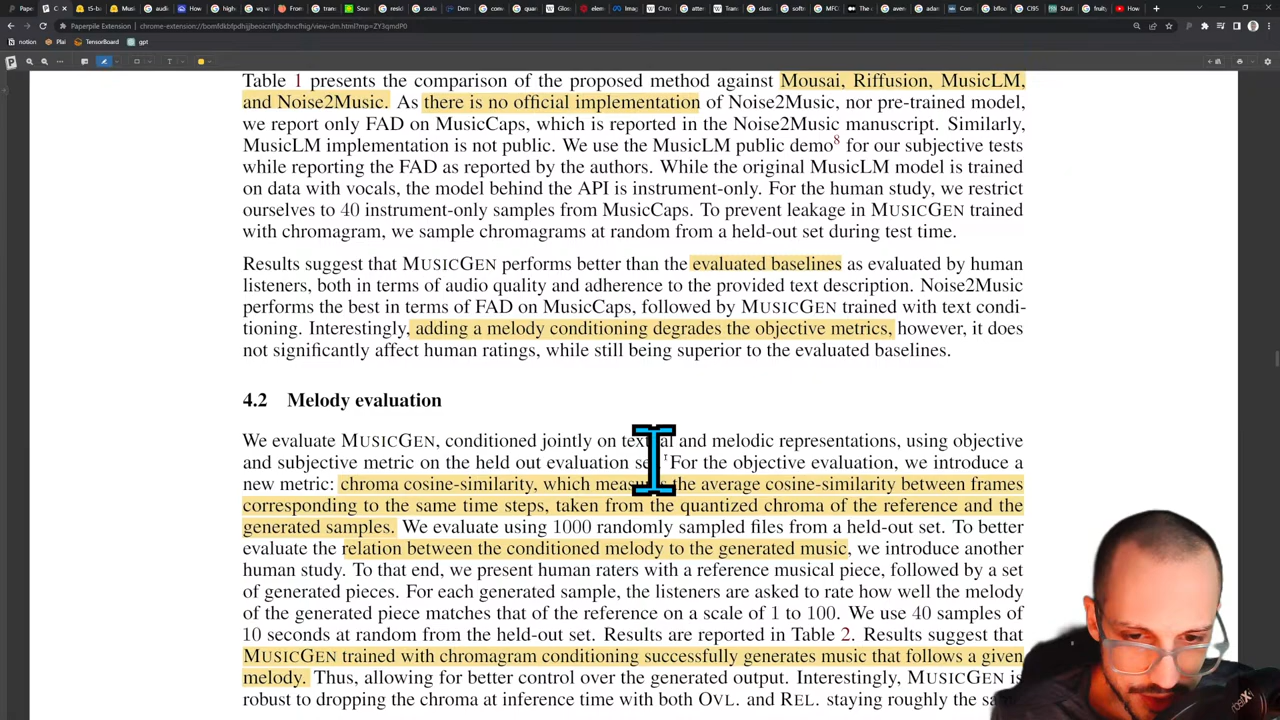 Paperpile Extension | chrome-extension://bomfdkbfpdhijjbeoicnfhjbdhncfhig/view-dm.html?mp=ZY3qmdP0
notion Plai TensorBoard gpt
Table 1 presents the comparison of the proposed method against Mousai, Riffusion, MusicLM,
and Noise2Music. As there is no official implementation of Noise2Music, nor pre-trained model,
we report only FAD on MusicCaps, which is reported in the Noise2Music manuscript. Similarly,
MusicLM implementation is not public. We use the MusicLM public demo8 for our subjective tests
while reporting the FAD as reported by the authors. While the original MusicLM model is trained
on data with vocals, the model behind the API is instrument-only. For the human study, we restrict
ourselves to 40 instrument-only samples from MusicCaps. To prevent leakage in MUSICGEN trained
with chromagram, we sample chromagrams at random from a held-out set during test time.
Results suggest that MUSICGEN performs better than the evaluated baselines as evaluated by human
listeners, both in terms of audio quality and adherence to the provided text description. Noise2Music
performs the best in terms of FAD on MusicCaps, followed by MUSICGEN trained with text condi-
tioning. Interestingly, adding a melody conditioning degrades the objective metrics, however, it does
not significantly affect human ratings, while still being superior to the evaluated baselines.
4.2 Melody evaluation
We evaluate MUSICGEN, conditioned jointly on textual and melodic representations, using objective
and subjective metric on the held out evaluation set. For the objective evaluation, we introduce a
new metric: chroma cosine-similarity, which measures the average cosine-similarity between frames
corresponding to the same time steps, taken from the quantized chroma of the reference and the
generated samples. We evaluate using 1000 randomly sampled files from a held-out set. To better
evaluate the relation between the conditioned melody to the generated music, we introduce another
human study. To that end, we present human raters with a reference musical piece, followed by a set
of generated pieces. For each generated sample, the listeners are asked to rate how well the melody
of the generated piece matches that of the reference on a scale of 1 to 100. We use 40 samples of
10 seconds at random from the held-out set. Results are reported in Table 2. Results suggest that
MUSICGEN trained with chromagram conditioning successfully generates music that follows a given
melody. Thus, allowing for better control over the generated output. Interestingly, MUSICGEN is
robust to dropping the chroma at inference time with both OVL. and REL. staying roughly the